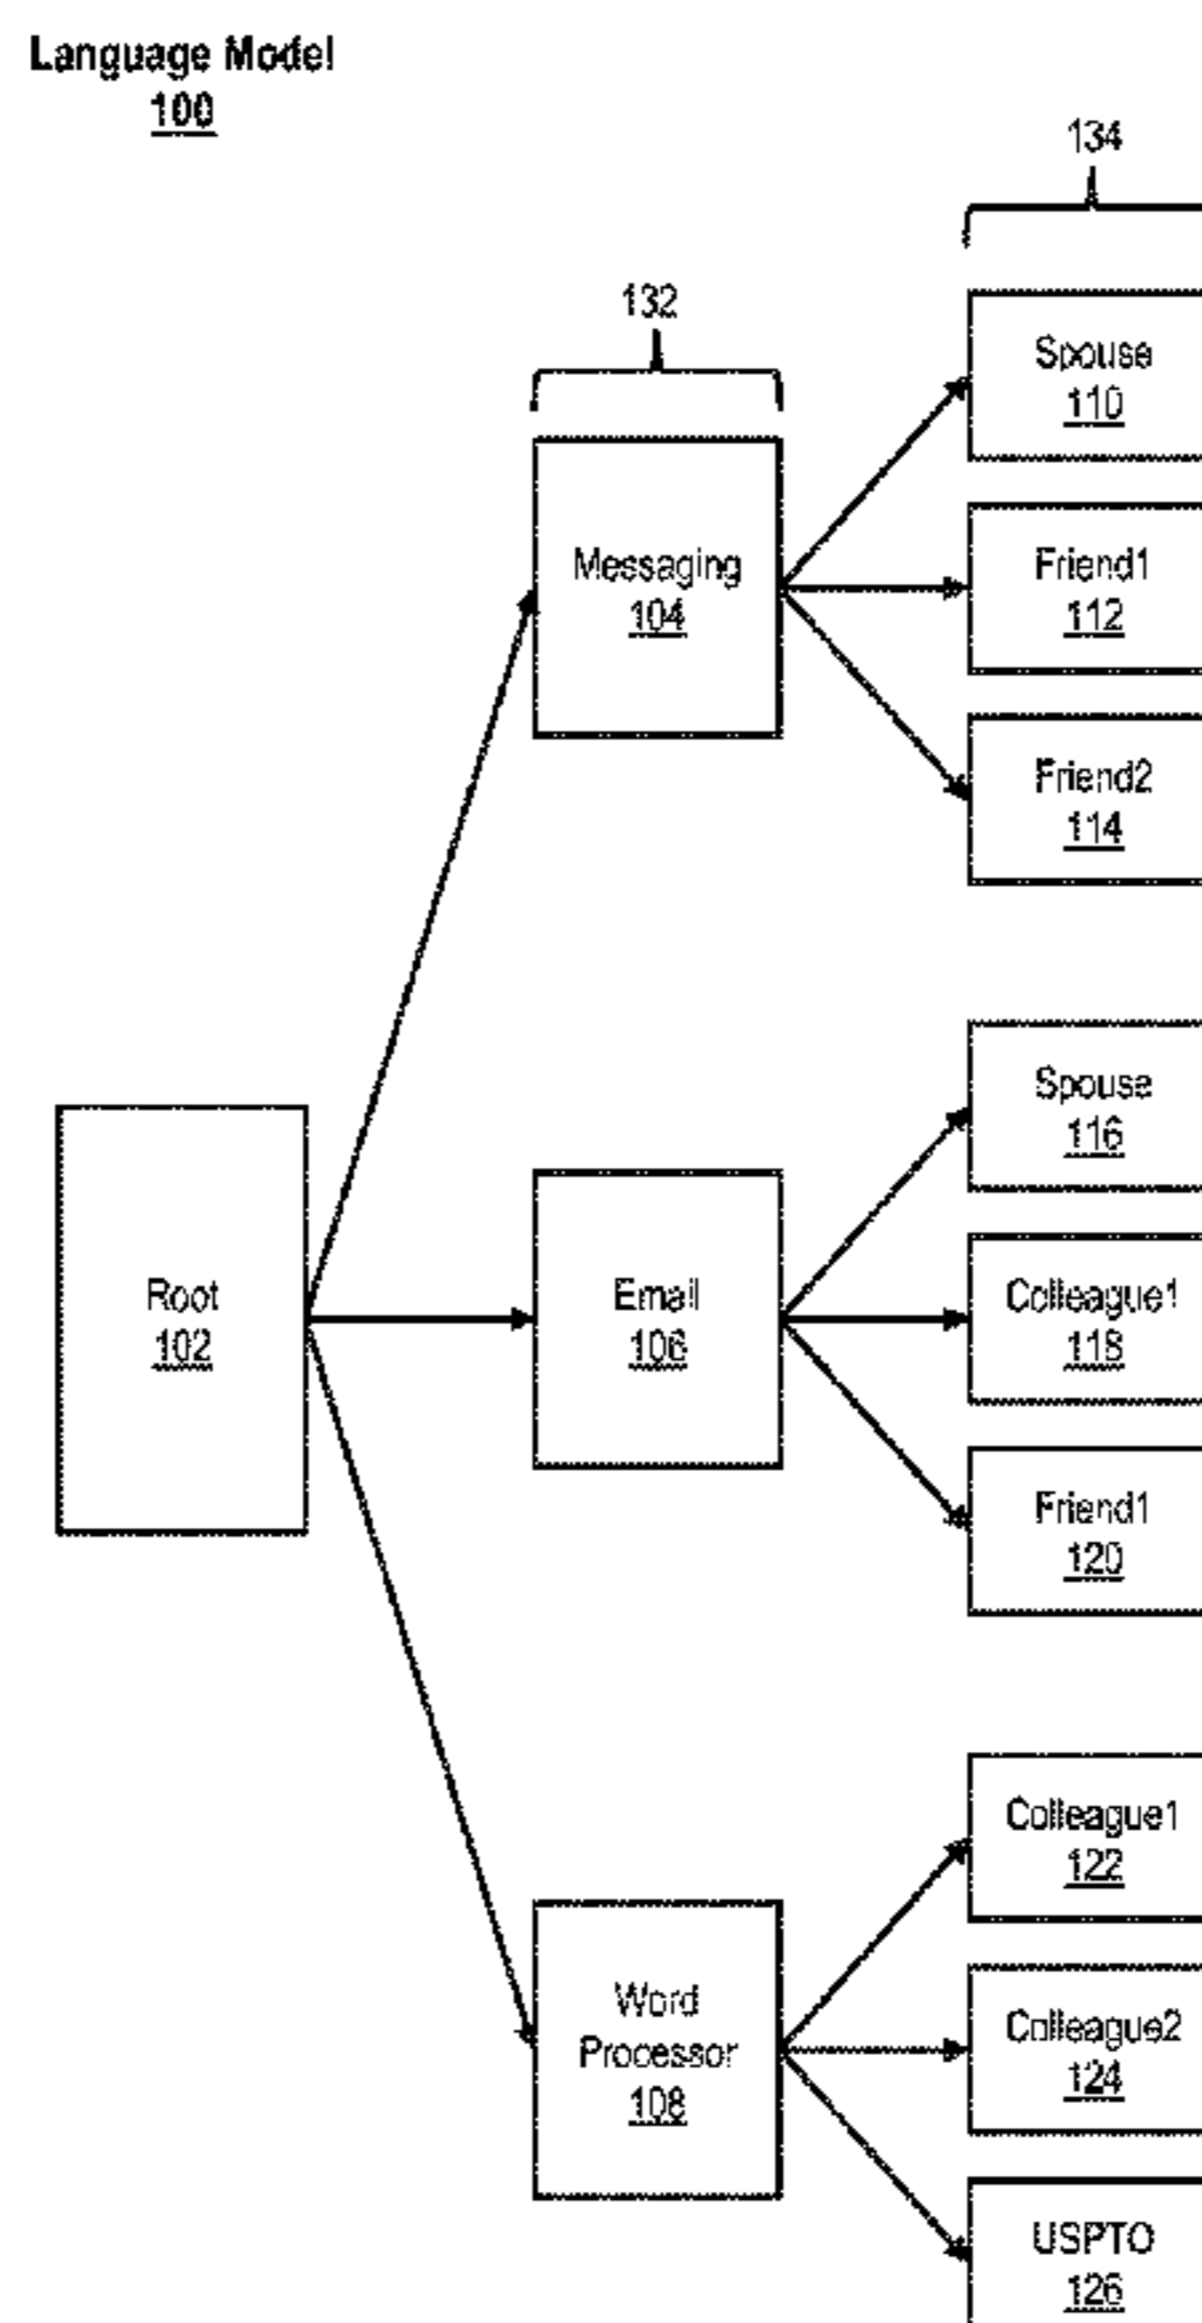 Language Model
100
134
132
Spouse
110
Messaging
104
Friend1
112
Friend2
114
Root
102
Email
106
Spouse
116
Colleague1
118
Friend1
120
Word
Processor
108
Colleague1
122
Colleague2
124
USPTO
126